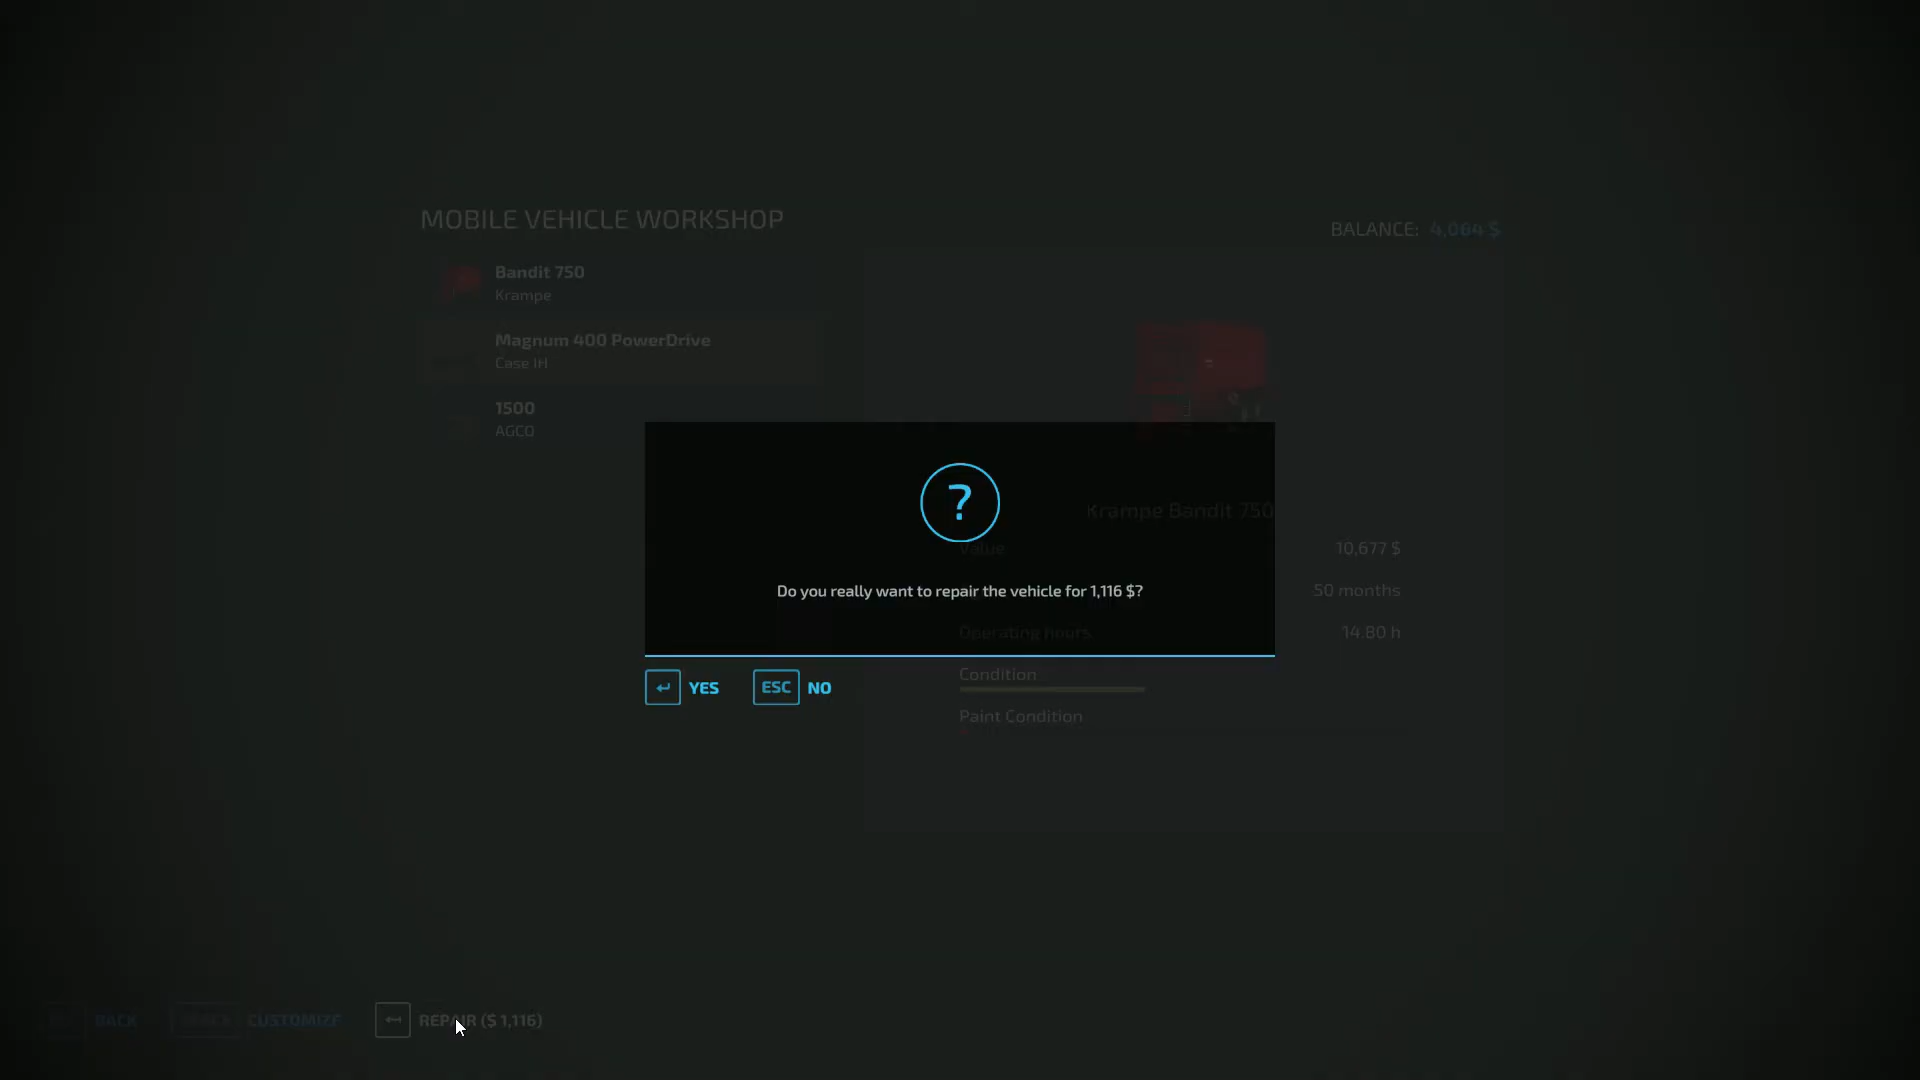 MOBILE VEHICLE WORKSHOP
BALANCE: 4,064 $
Bandit 750
Krampe
Magnum 400 PowerDrive
Case IH
1500
AGCO
?
Krampe Bandit 750
Value
10,677 $
Do you really want to repair the vehicle for 1,116 $?
50 months
Operating hours
14.80 h
Condition
YES
ESC NO
Paint Condition
BACK
CUSTOMIZE
REPAIR ($ 1,116)